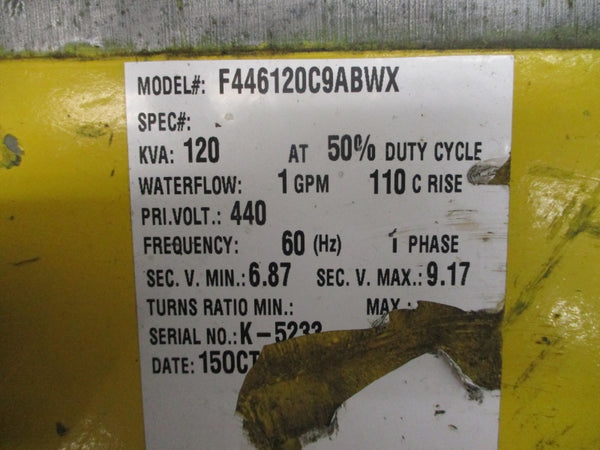 MODEL#: F446120C9ABWX
SPEC#: -
KVA: 120 AT 50% DUTY CYCLE
WATERFLOW: 1 GPM 110 C RISE
PRI.VOLT.: 440
FREQUENCY: 60 (Hz) 1 PHASE
SEC. V. MIN.: 6.87 SEC. V. MAX.: 9.17
TURNS RATIO MIN.: MAX.:
SERIAL NO.: K-5233
DATE: 15OCT